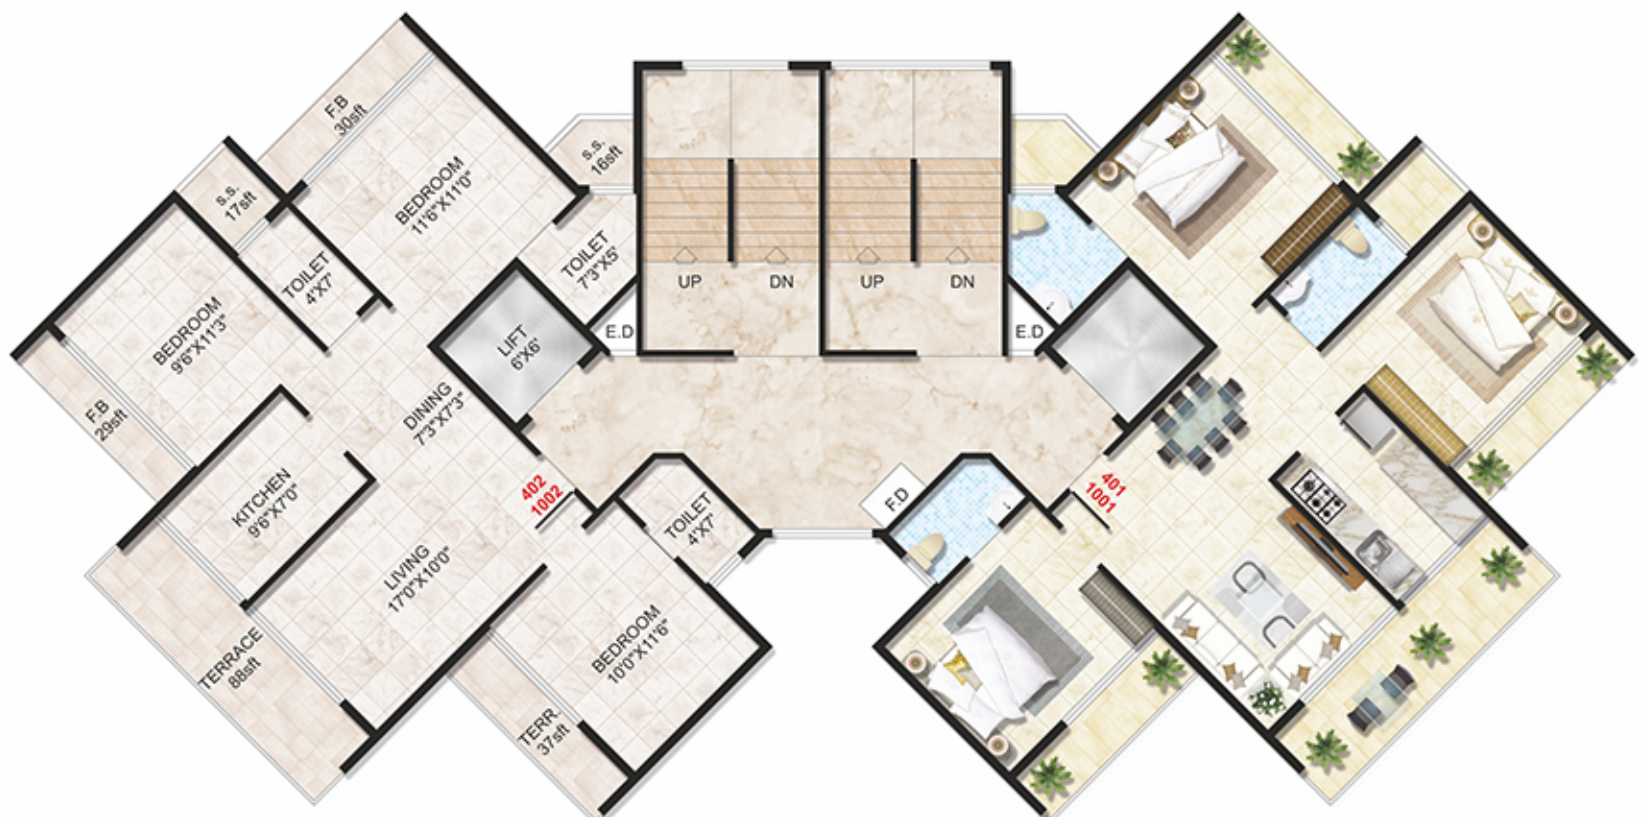 F.B
30sft
s.s.
16sft
BEDROOM
11'6"X11'0"
s.s.
17sft
TOILET
7'3"X5'
TOILET
4'X7'
UP
DN
UP
DN
BEDROOM
9'6"X11'3"
LIFT
6'X6'
E.D
E.D
DINING
7'3"X7'3"
F.B
29sft
KITCHEN
9'6"X7'0"
402
1002
401
1001
F.D
TOILET
4'X7'
LIVING
17'0"X10'0"
BEDROOM
10'0"X11'6"
TERRACE
88sft
TERR.
37sft